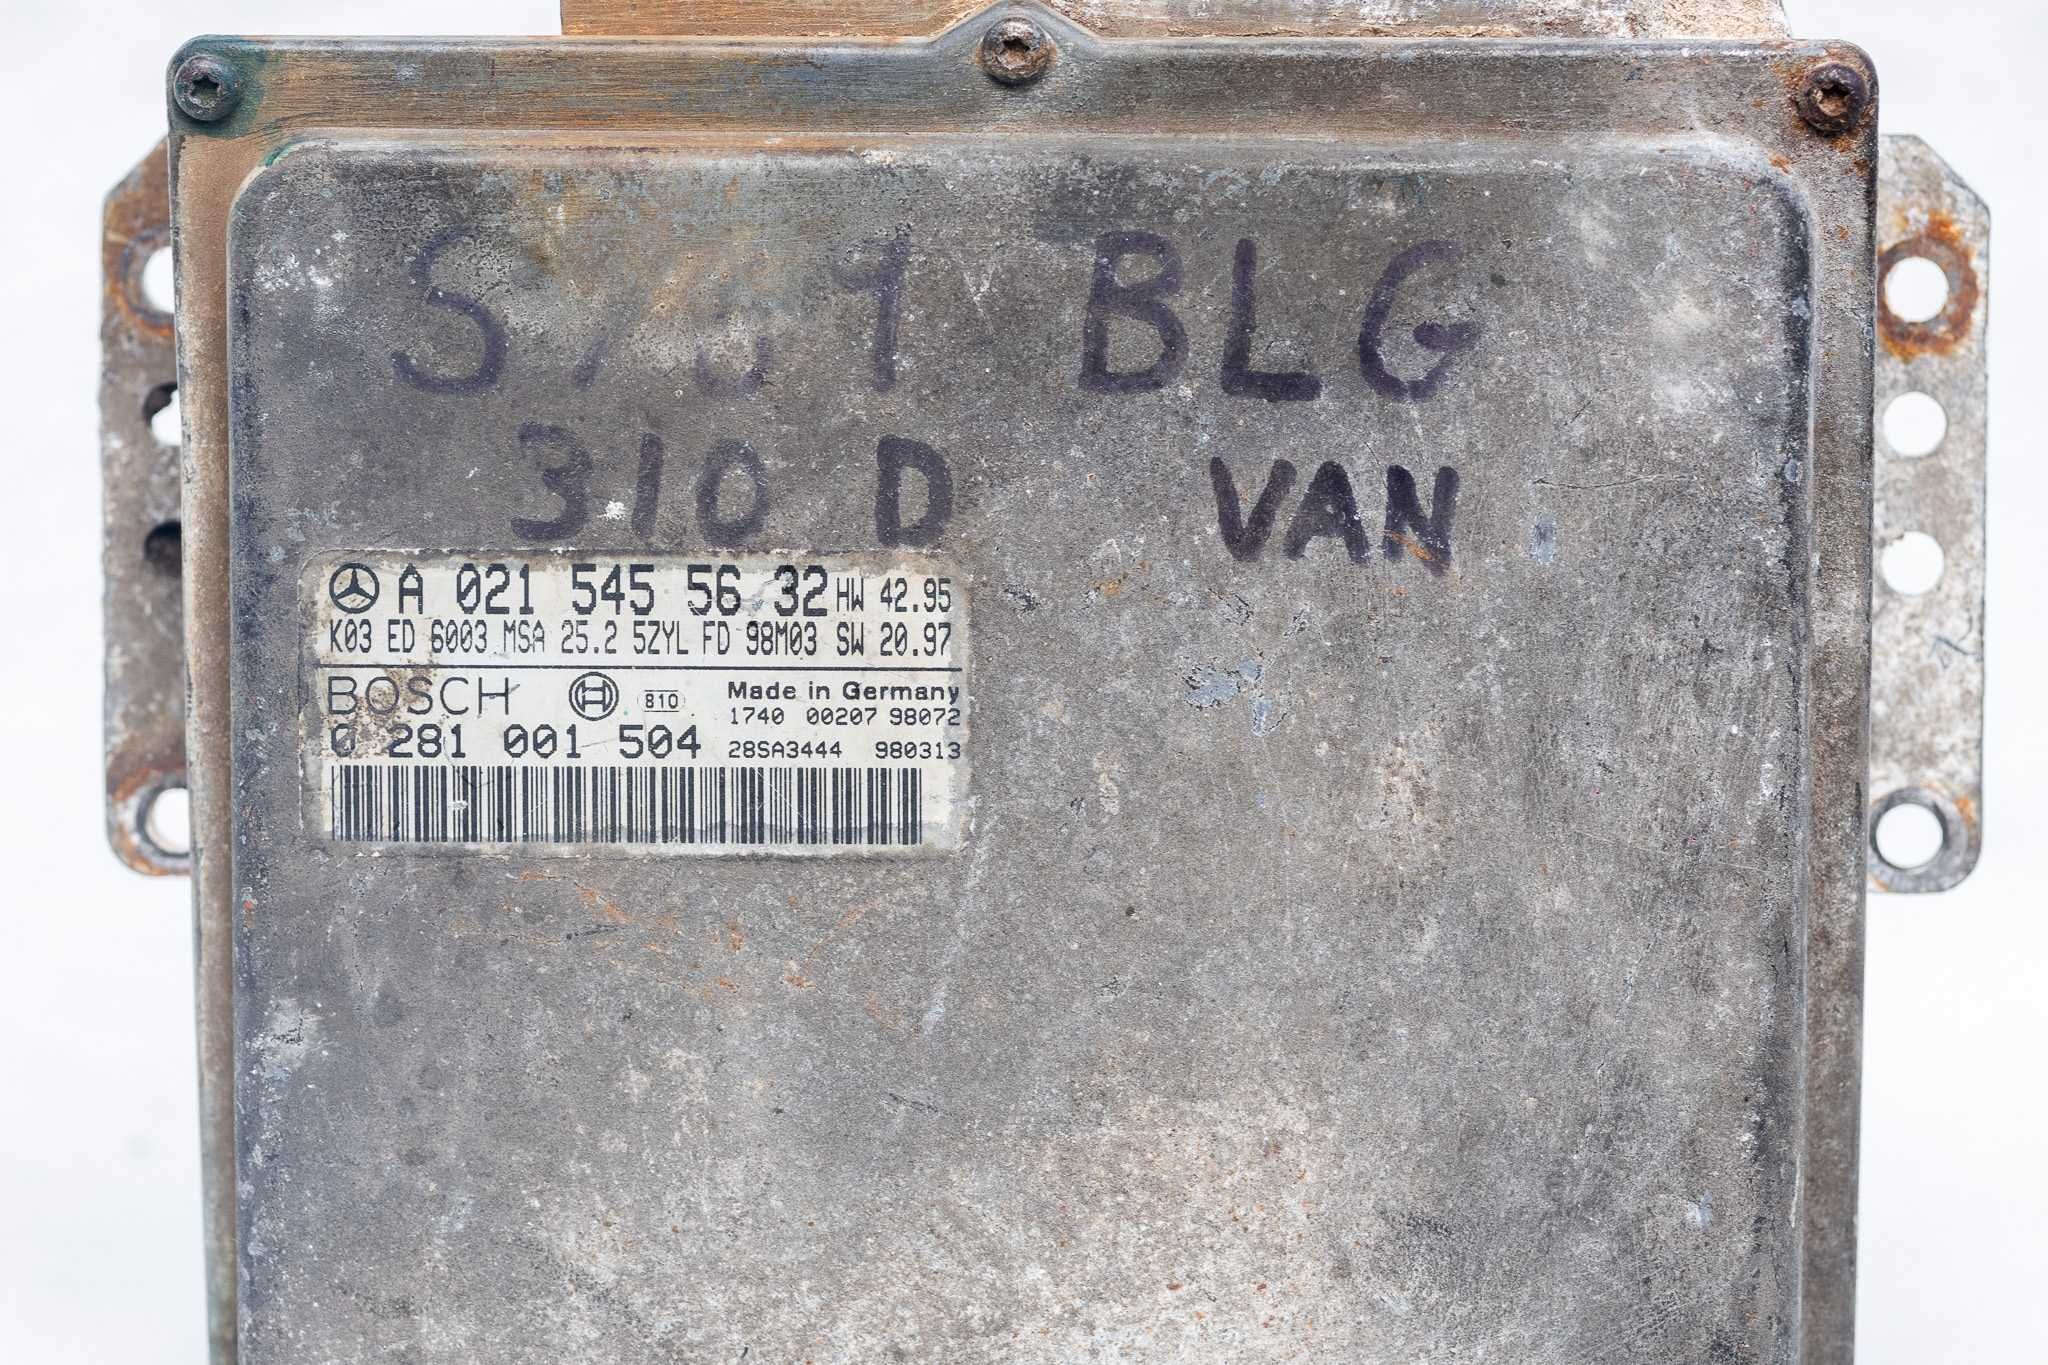 BLG
310 D VAN
A 021 545 56 32 HW 42.95
K03 ED 6003 MSA 25.2 5ZYL FD 98M03 SW 20.97
BOSCH 810 Made in Germany
1740 00207 98072
0 281 001 504 28SA3444 980313